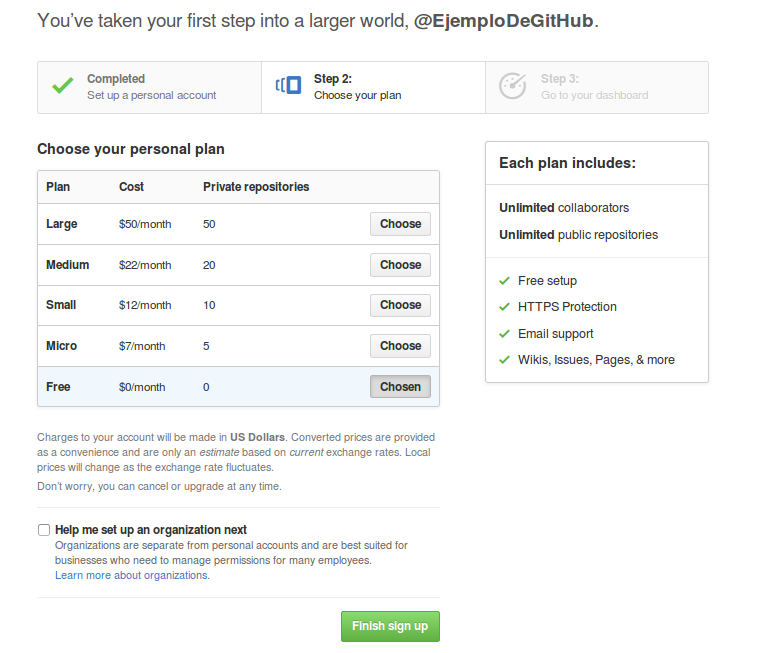 You've taken your first step into a larger world, @EjemploDeGitHub.
Completed
Set up a personal account
Step 2:
Choose your plan
Step 3:
Go to your dashboard
Choose your personal plan
Plan Cost Private repositories
Large $50/month 50 Choose
Medium $22/month 20 Choose
Small $12/month 10 Choose
Micro $7/month 5 Choose
Free $0/month 0 Chosen
Charges to your account will be made in US Dollars. Converted prices are provided
as a convenience and are only an estimate based on current exchange rates. Local
prices will change as the exchange rate fluctuates.
Don't worry, you can cancel or upgrade at any time.
Help me set up an organization next
Organizations are separate from personal accounts and are best suited for
businesses who need to manage permissions for many employees.
Learn more about organizations.
Finish sign up
Each plan includes:
Unlimited collaborators
Unlimited public repositories
Free setup
HTTPS Protection
Email support
Wikis, Issues, Pages, & more